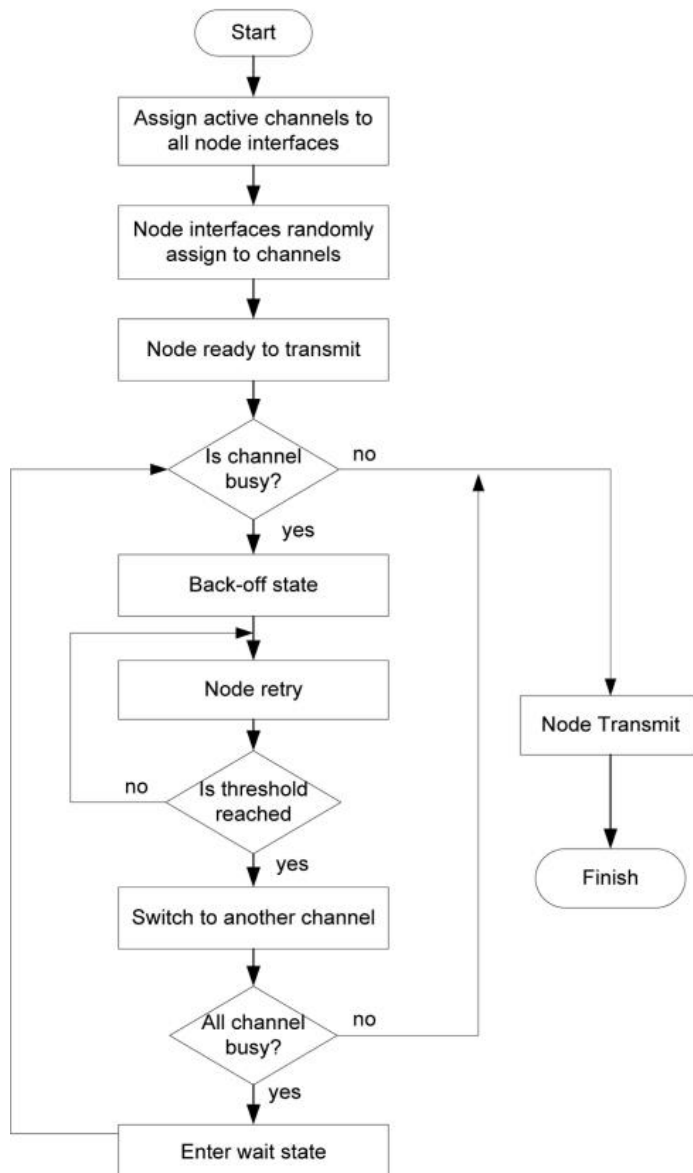 Start
Assign active channels to
all node interfaces
Node interfaces randomly
assign to channels
Node ready to transmit
Is channel
busy?
no
yes
Back-off state
Node retry
Node Transmit
no
Is threshold
reached
yes
Finish
Switch to another channel
All channel
busy?
no
yes
Enter wait state